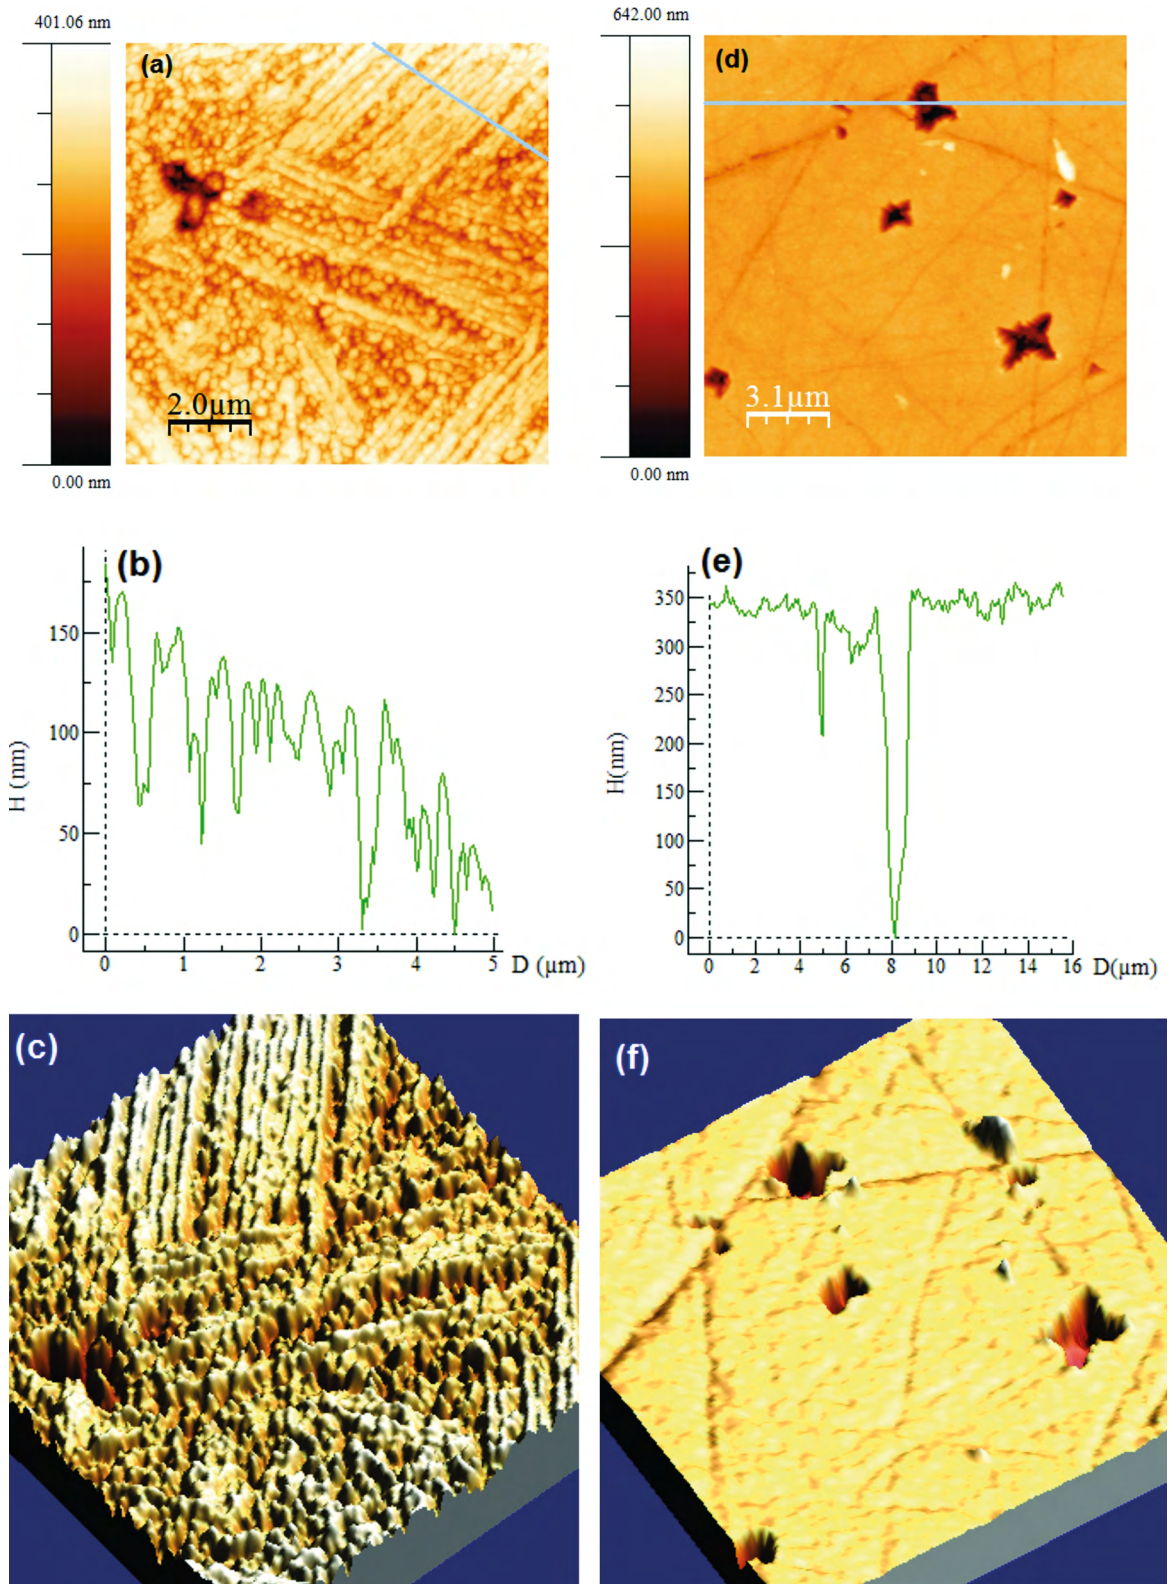 401.06 nm
(a)
2.0µm
0.00 nm
642.00 nm
(d)
3.1µm
0.00 nm
(b)
H (nm)
150
100
50
0
0 1 2 3 4 5 D (µm)
(e)
H(nm)
350
300
250
200
150
100
50
0
0 2 4 6 8 10 12 14 16 D(µm)
(c)
(f)